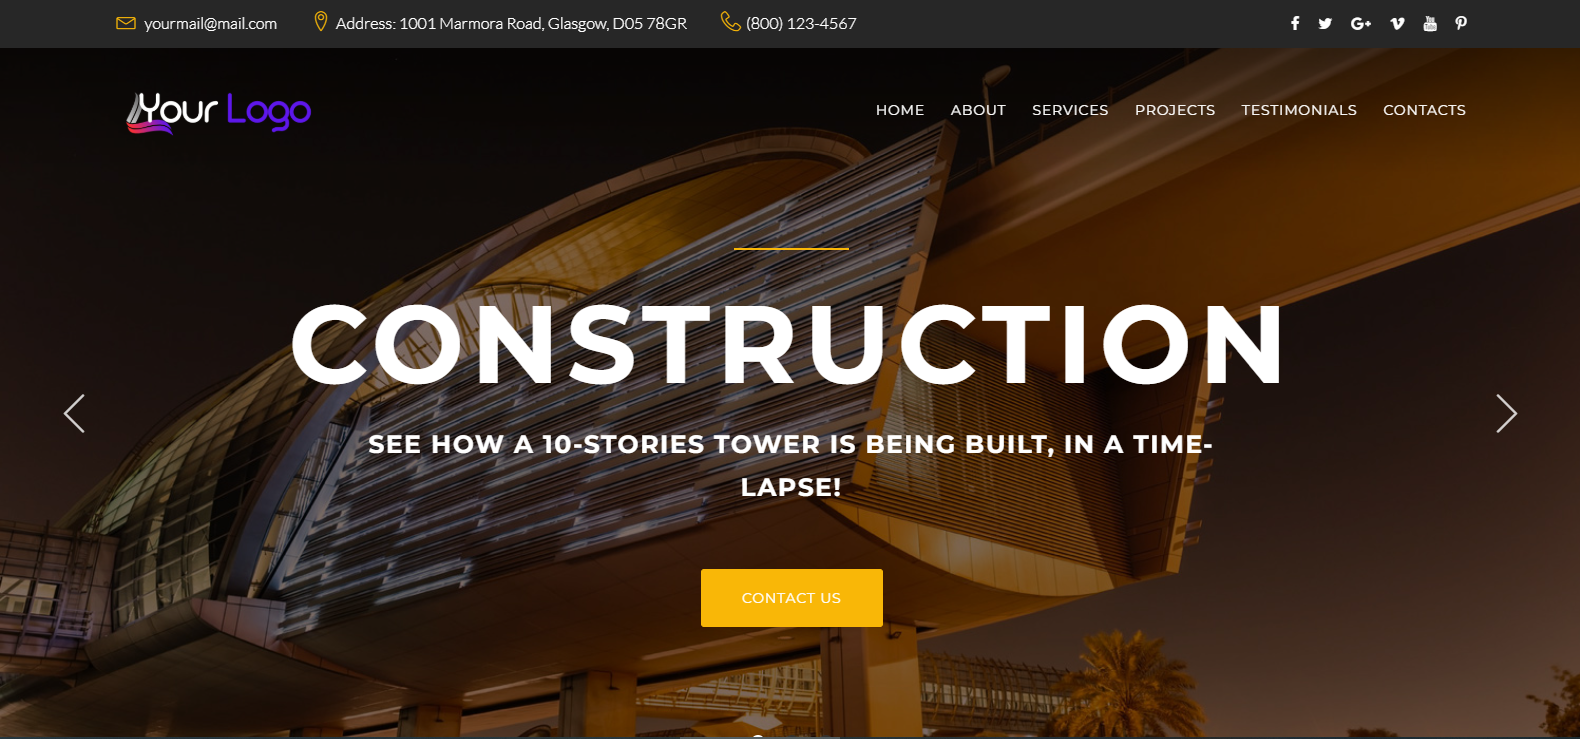 yourmail@mail.com
Address: 1001 Marmora Road, Glasgow, D05 78GR
(800) 123-4567
Your Logo
HOME
ABOUT
SERVICES
PROJECTS
TESTIMONIALS
CONTACTS
CONSTRUCTION
SEE HOW A 10-STORIES TOWER IS BEING BUILT, IN A TIME-
LAPSE!
CONTACT US